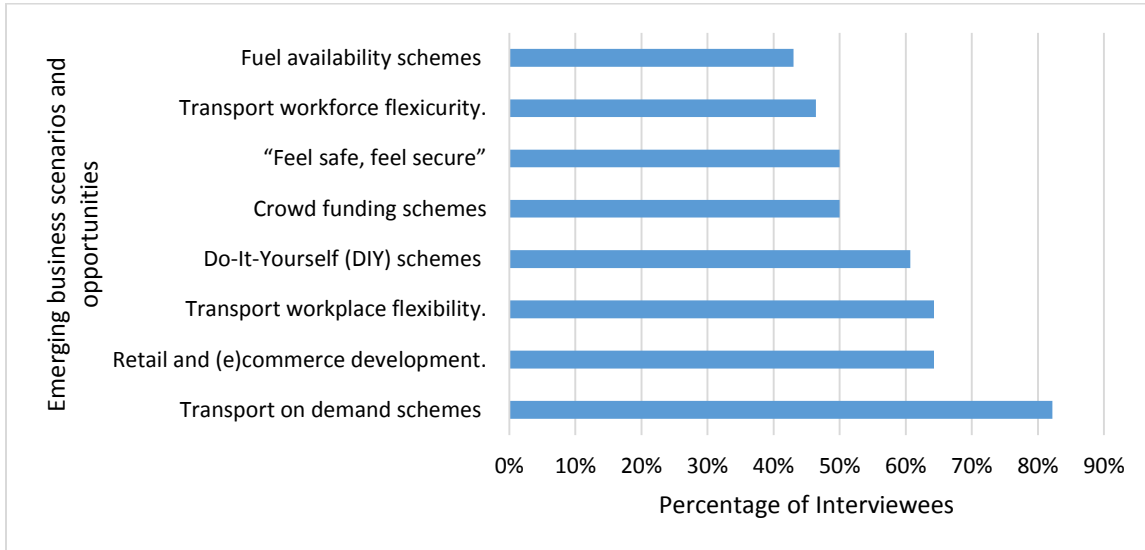 Emerging business scenarios and
opportunities
Fuel availability schemes
Transport workforce flexicurity.
“Feel safe, feel secure”
Crowd funding schemes
Do-It-Yourself (DIY) schemes
Transport workplace flexibility.
Retail and (e)commerce development.
Transport on demand schemes
0% 10% 20% 30% 40% 50% 60% 70% 80% 90%
Percentage of Interviewees